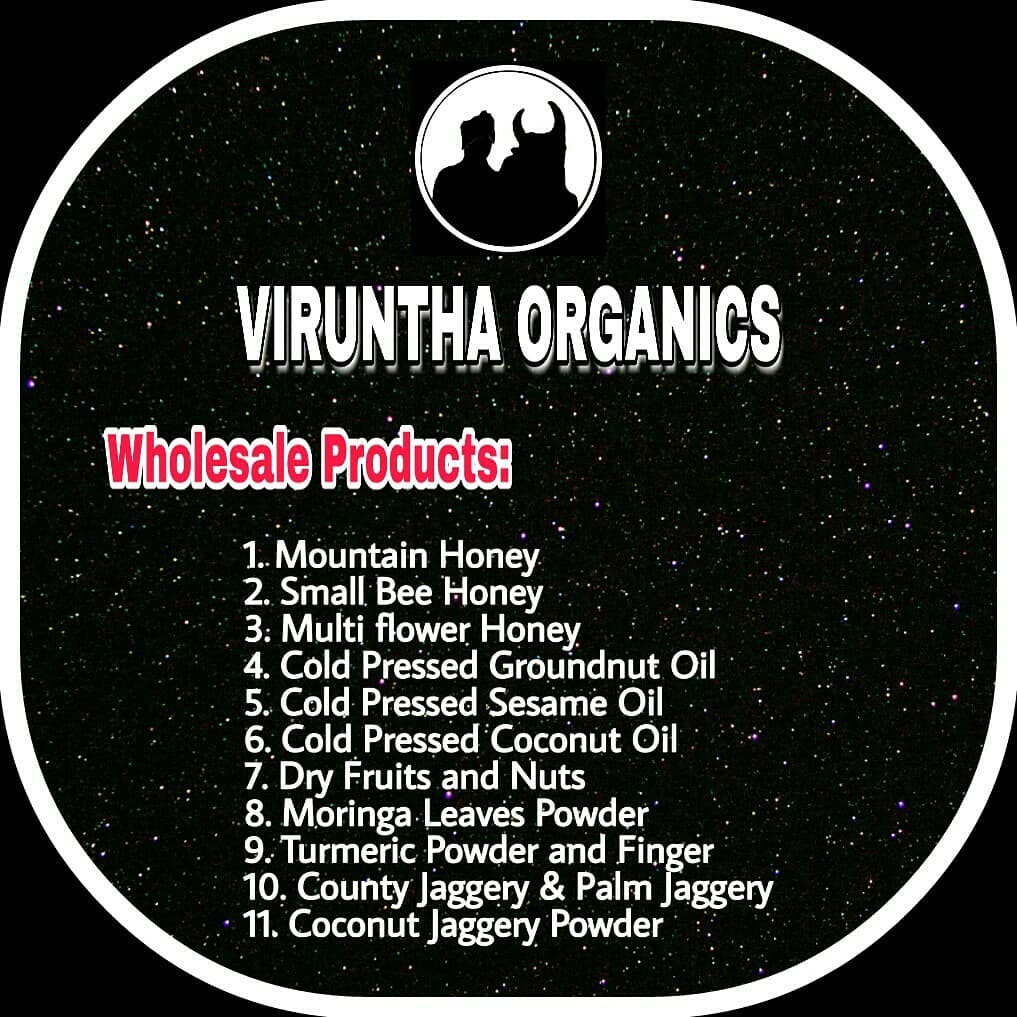 VIRUNTHA ORGANICS
Wholesale Products:
1. Mountain Honey
2. Small Bee Honey
3. Multi flower Honey
4. Cold Pressed Groundnut Oil
5. Cold Pressed Sesame Oil
6. Cold Pressed Coconut Oil
7. Dry Fruits and Nuts
8. Moringa Leaves Powder
9. Turmeric Powder and Finger
10. County Jaggery & Palm Jaggery
11. Coconut Jaggery Powder